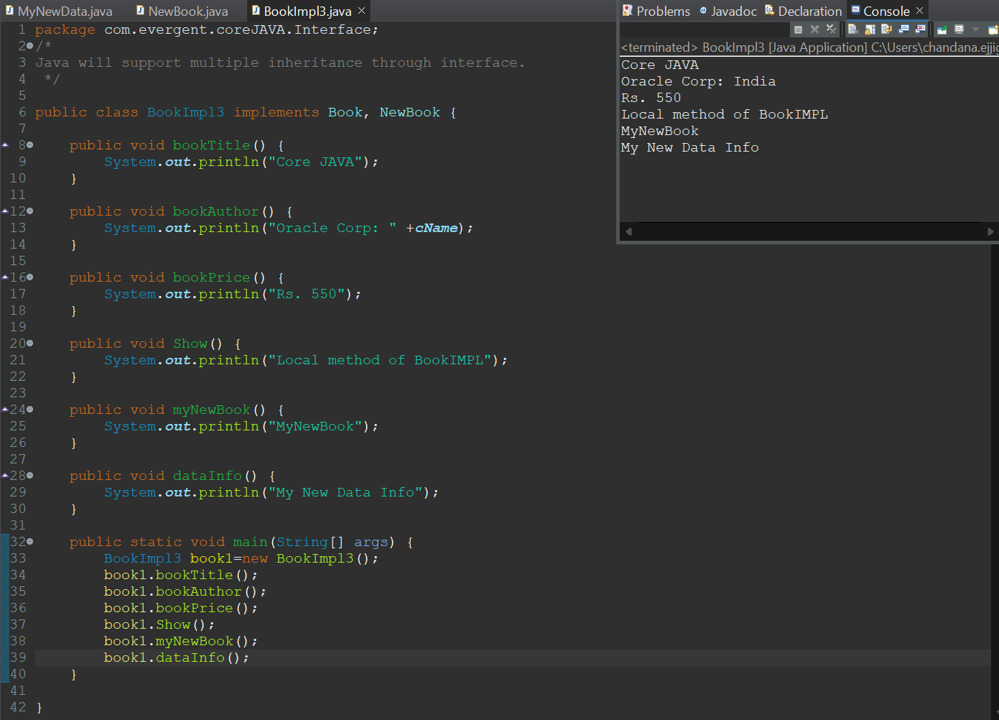 MyNewData.java NewBook.java BookImpl3.java
1 package com.evergent.coreJAVA.Interface;
2 /*
3 Java will support multiple inheritance through interface.
4  */
5
6 public class BookImpl3 implements Book, NewBook {
7
8     public void bookTitle() {
9         System.out.println("Core JAVA");
10     }
11
12     public void bookAuthor() {
13         System.out.println("Oracle Corp: " +cName);
14     }
15
16     public void bookPrice() {
17         System.out.println("Rs. 550");
18     }
19
20     public void Show() {
21         System.out.println("Local method of BookIMPL");
22     }
23
24     public void myNewBook() {
25         System.out.println("MyNewBook");
26     }
27
28     public void dataInfo() {
29         System.out.println("My New Data Info");
30     }
31
32     public static void main(String[] args) {
33         BookImpl3 book1=new BookImpl3();
34         book1.bookTitle();
35         book1.bookAuthor();
36         book1.bookPrice();
37         book1.Show();
38         book1.myNewBook();
39         book1.dataInfo();
40     }
41
42 }
Problems Javadoc Declaration Console
<terminated> BookImpl3 [Java Application] C:\Users\chandana.ejjig
Core JAVA
Oracle Corp: India
Rs. 550
Local method of BookIMPL
MyNewBook
My New Data Info